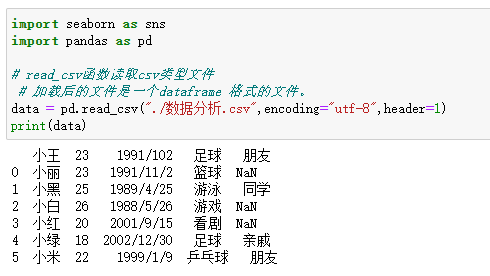 import seaborn as sns
import pandas as pd
# read_csv函数读取csv类型文件
# 加载后的文件是一个dataframe 格式的文件。
data = pd.read_csv("./数据分析.csv",encoding="utf-8",header=1)
print(data)
小王 23 1991/102 足球 朋友
0 小丽 23 1991/11/2 篮球 NaN
1 小黑 25 1989/4/25 游泳 同学
2 小白 26 1988/5/26 游戏 NaN
3 小红 20 2001/9/15 看剧 NaN
4 小绿 18 2002/12/30 足球 亲戚
5 小米 22 1999/1/9 乒乓球 朋友